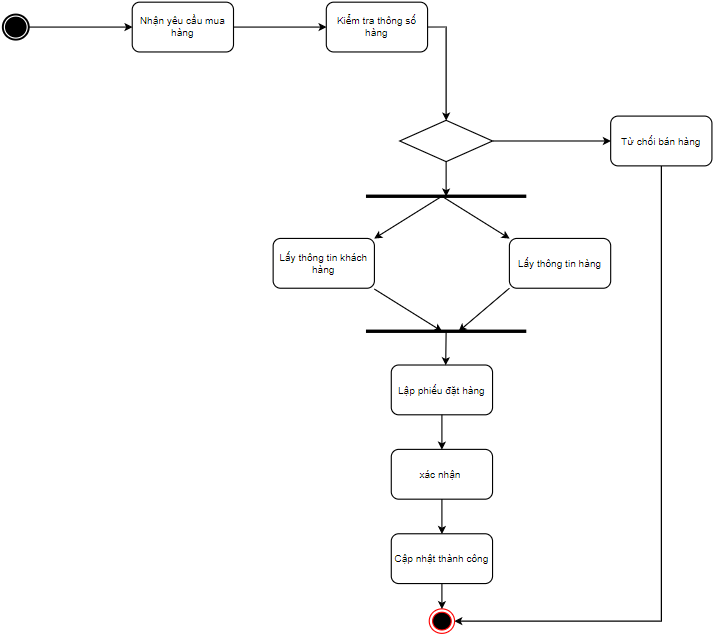 Nhận yêu cầu mua
hàng
Kiểm tra thông số
hàng
Từ chối bán hàng
Lấy thông tin khách
hàng
Lấy thông tin hàng
Lập phiếu đặt hàng
xác nhận
Cập nhật thành công